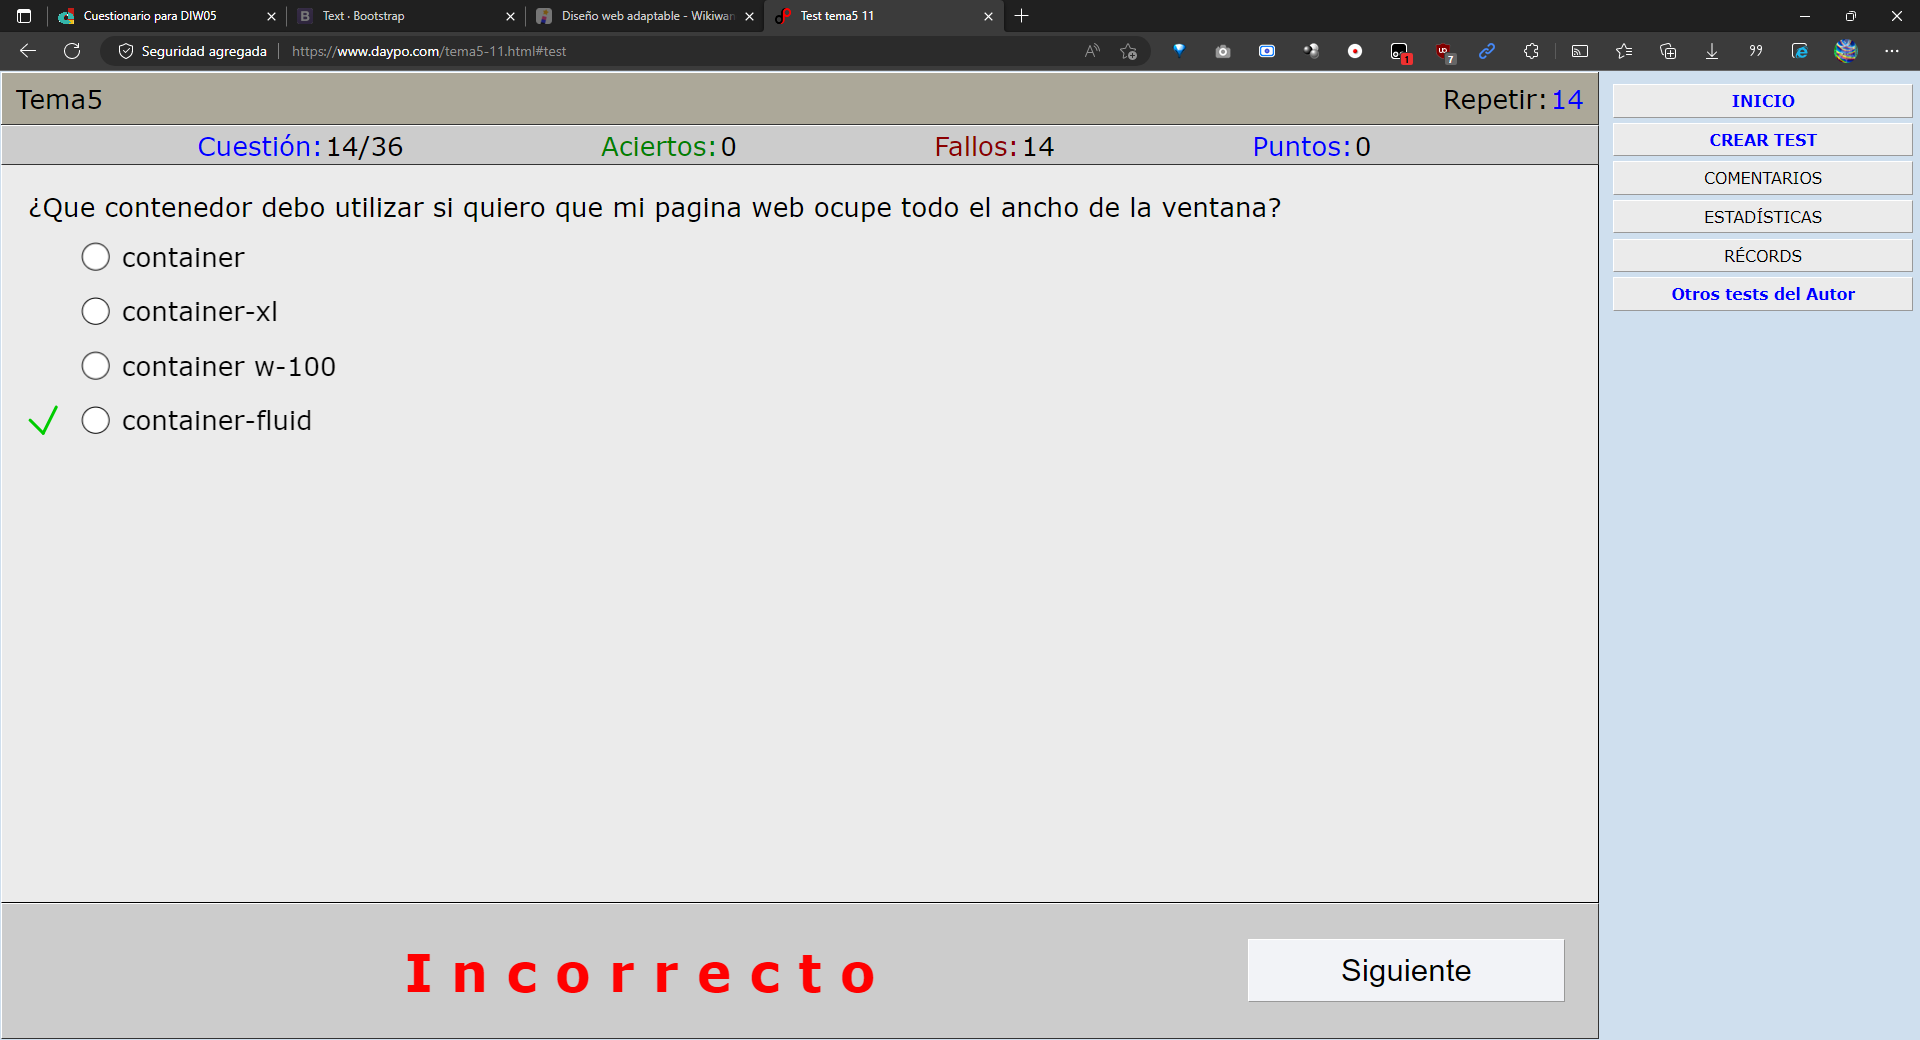 Cuestionario para DIW05
B Text · Bootstrap
Diseño web adaptable - Wikiwan
Test tema5 11
Seguridad agregada
https://www.daypo.com/tema5-11.html#test
1
7
Tema5
Repetir: 14
Cuestión: 14/36
Aciertos: 0
Fallos: 14
Puntos: 0
¿Que contenedor debo utilizar si quiero que mi pagina web ocupe todo el ancho de la ventana?
container
container-xl
container w-100
container-fluid
Incorrecto
Siguiente
INICIO
CREAR TEST
COMENTARIOS
ESTADÍSTICAS
RÉCORDS
Otros tests del Autor